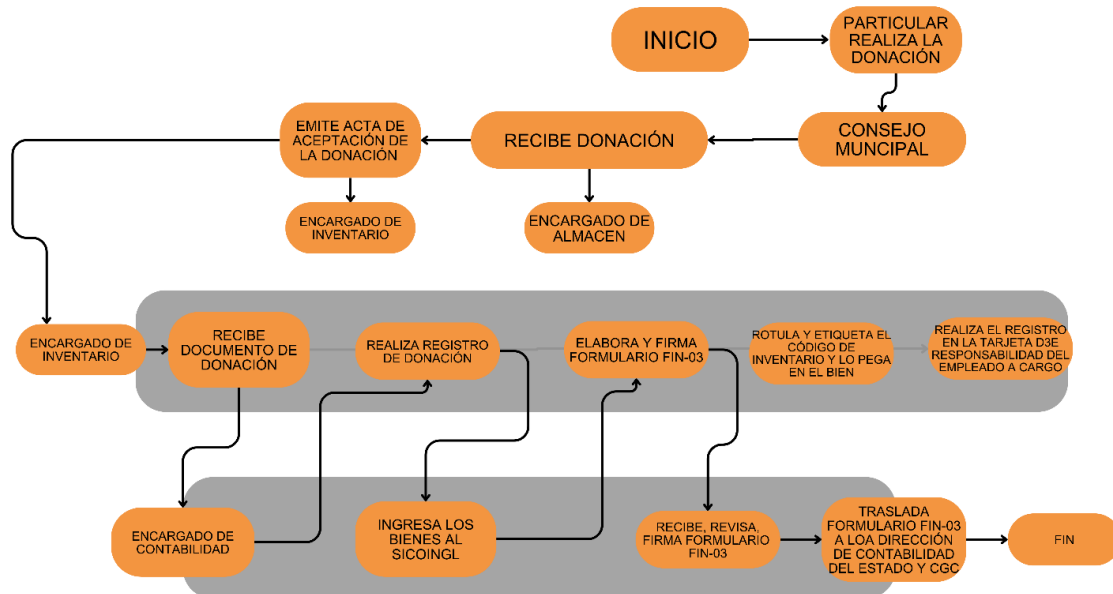 INICIO
PARTICULAR
REALIZA LA
DONACIÓN
EMITE ACTA DE
ACEPTACIÓN DE
LA DONACIÓN
RECIBE DONACIÓN
CONSEJO
MUNCIPAL
ENCARGADO DE
INVENTARIO
ENCARGADO DE
ALMACEN
ENCARGADO DE
INVENTARIO
RECIBE
DOCUMENTO DE
DONACIÓN
REALIZA REGISTRO
DE DONACIÓN
ELABORA Y FIRMA
FORMULARIO FIN-03
ROTULA Y ETIQUETA EL
CÓDIGO DE
INVENTARIO Y LO PEGA
EN EL BIEN
REALIZA EL REGISTRO
EN LA TARJETA D3E
RESPONSABILIDAD DEL
EMPLEADO A CARGO
ENCARGADO DE
CONTABILIDAD
INGRESA LOS
BIENES AL
SICOINGL
RECIBE, REVISA,
FIRMA FORMULARIO
FIN-03
TRASLADA
FORMULARIO FIN-03
A LOA DIRECCIÓN
DE CONTABILIDAD
DEL ESTADO Y CGC
FIN